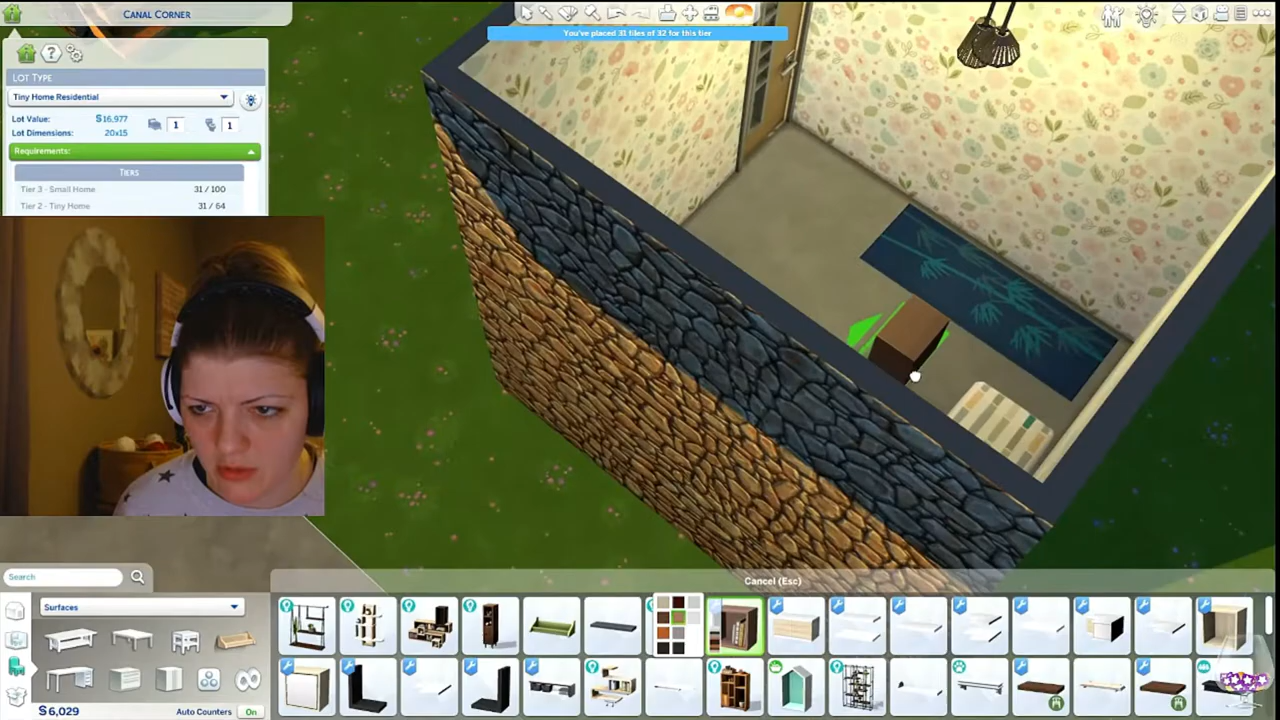 CANAL CORNER
You've placed 31 tiles of 32 for this tier
LOT TYPE
Tiny Home Residential
Lot Value: $16,977
1
1
Lot Dimensions: 20x15
Requirements:
TIERS
Tier 3 - Small Home 31 / 100
Tier 2 - Tiny Home 31 / 64
Cancel (Esc)
Search
Surfaces
$6,029
Auto Counters On